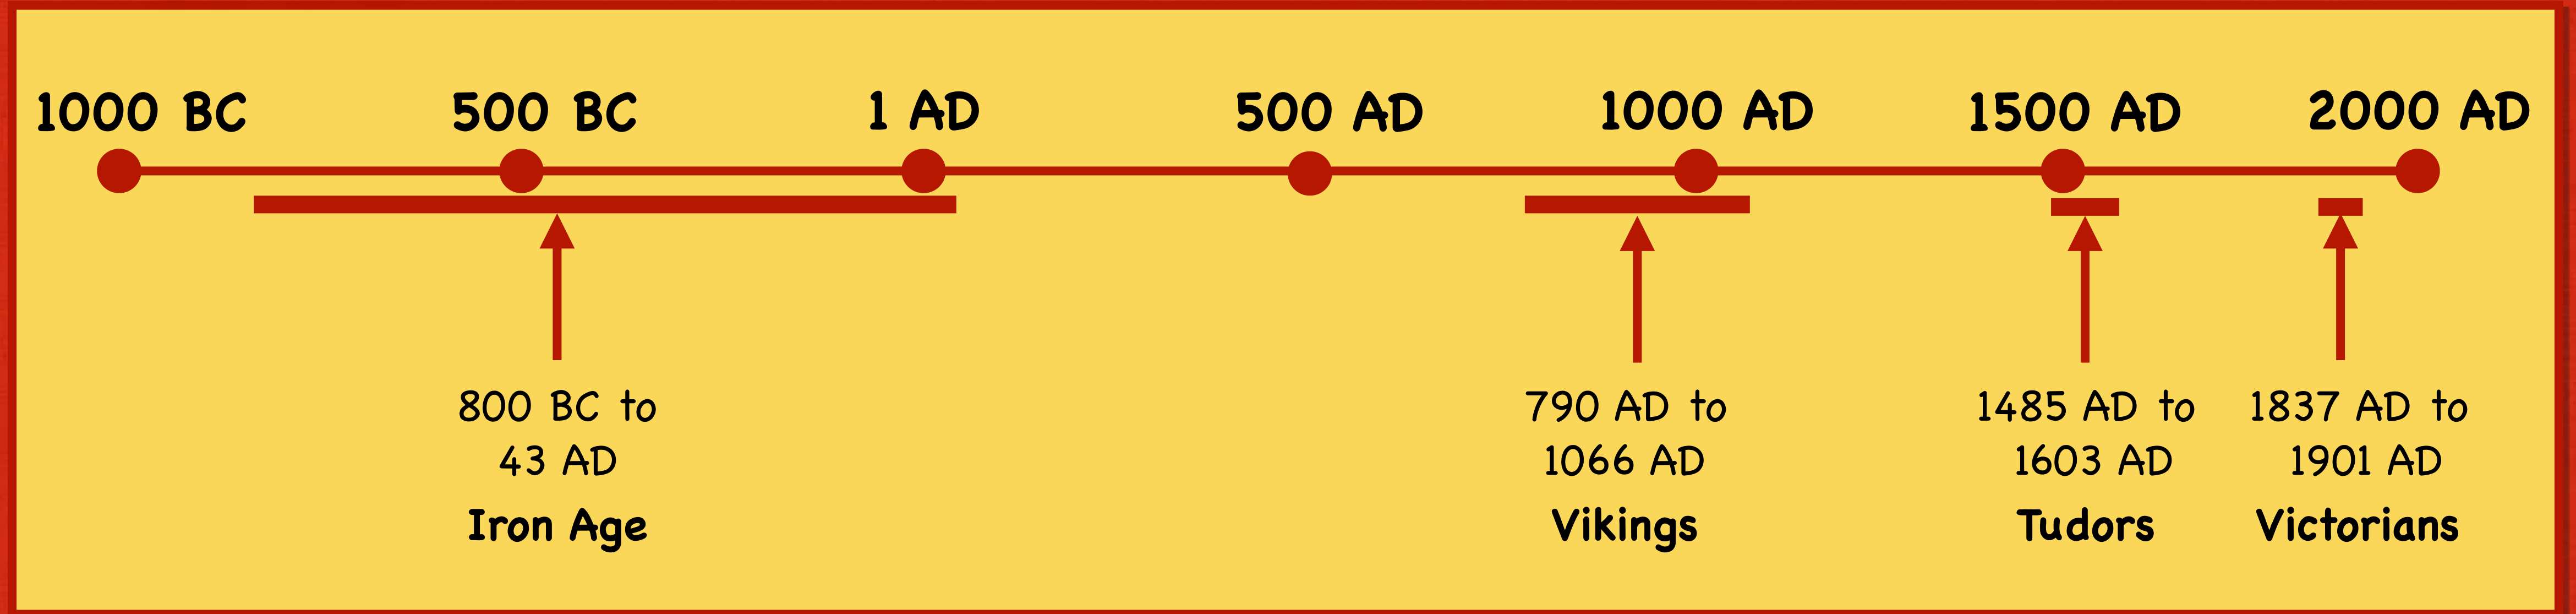 1000 BC 500 BC 1 AD 500 AD 1000 AD 1500 AD 2000 AD
800 BC to
43 AD
Iron Age
790 AD to
1066 AD
Vikings
1485 AD to
1603 AD
Tudors
1837 AD to
1901 AD
Victorians